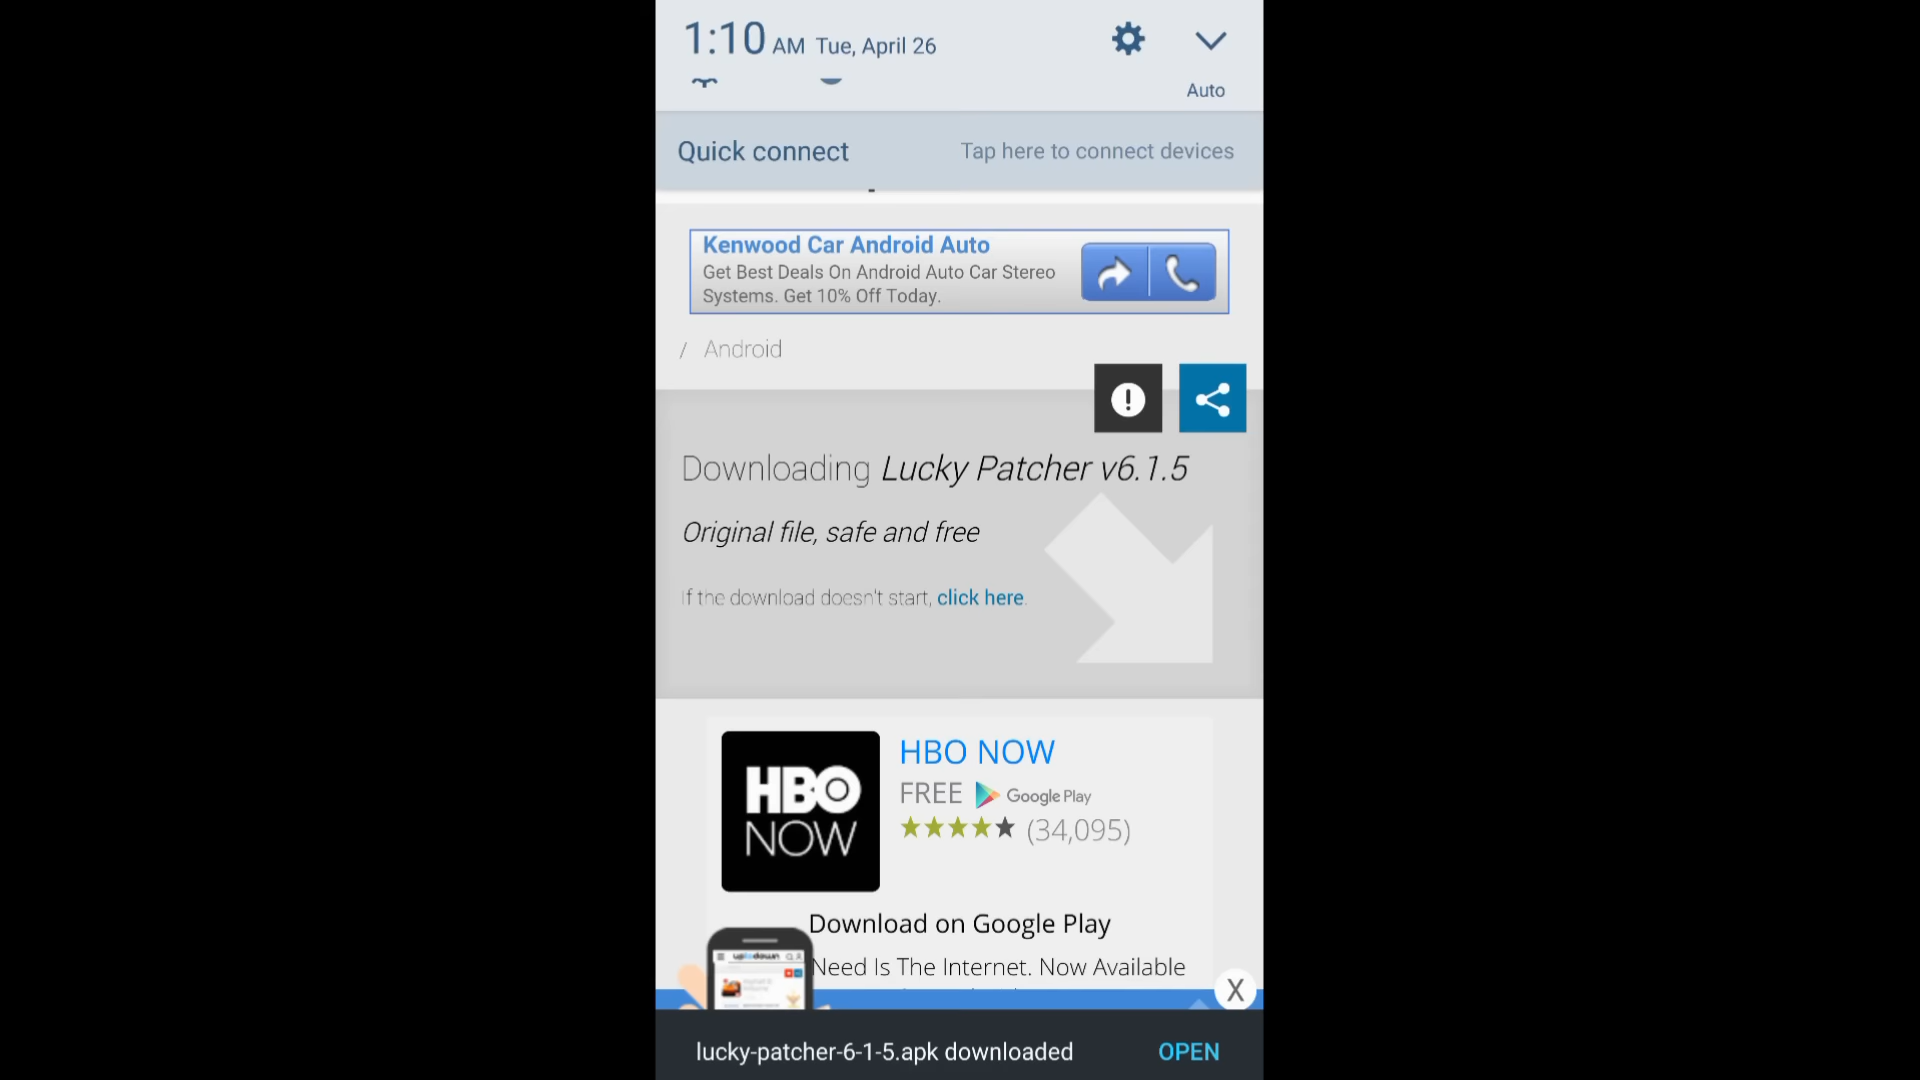 1:10 AM Tue, April 26
Auto
Quick connect
Tap here to connect devices
Kenwood Car Android Auto
Get Best Deals On Android Auto Car Stereo
Systems. Get 10% Off Today.
/ Android
Downloading Lucky Patcher v6.1.5
Original file, safe and free
If the download doesn't start, click here.
HBO NOW
HBO NOW
FREE Google Play
(34,095)
Download on Google Play
Need Is The Internet. Now Available
uptodown
X
lucky-patcher-6-1-5.apk downloaded
OPEN